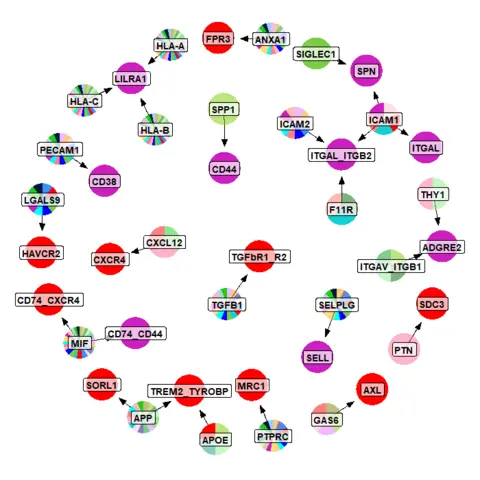 FPR3
ANXA1
HLA-A
SIGLEC1
SPN
LILRA1
HLA-C
SPP1
ICAM2
ICAM1
HLA-B
PECAM1
ITGAL_ITGB2
ITGAL
CD44
CD38
LGALS9
THY1
F11R
CXCL12
ADGRE2
HAVCR2
CXCR4
TGFbR1_R2
ITGAV_ITGB1
CD74_CXCR4
TGFB1
SELPLG
SDC3
CD74_CD44
MIF
SELL
PTN
SORL1
TREM2_TYROBP
MRC1
AXL
APP
GAS6
APOE
PTPRC